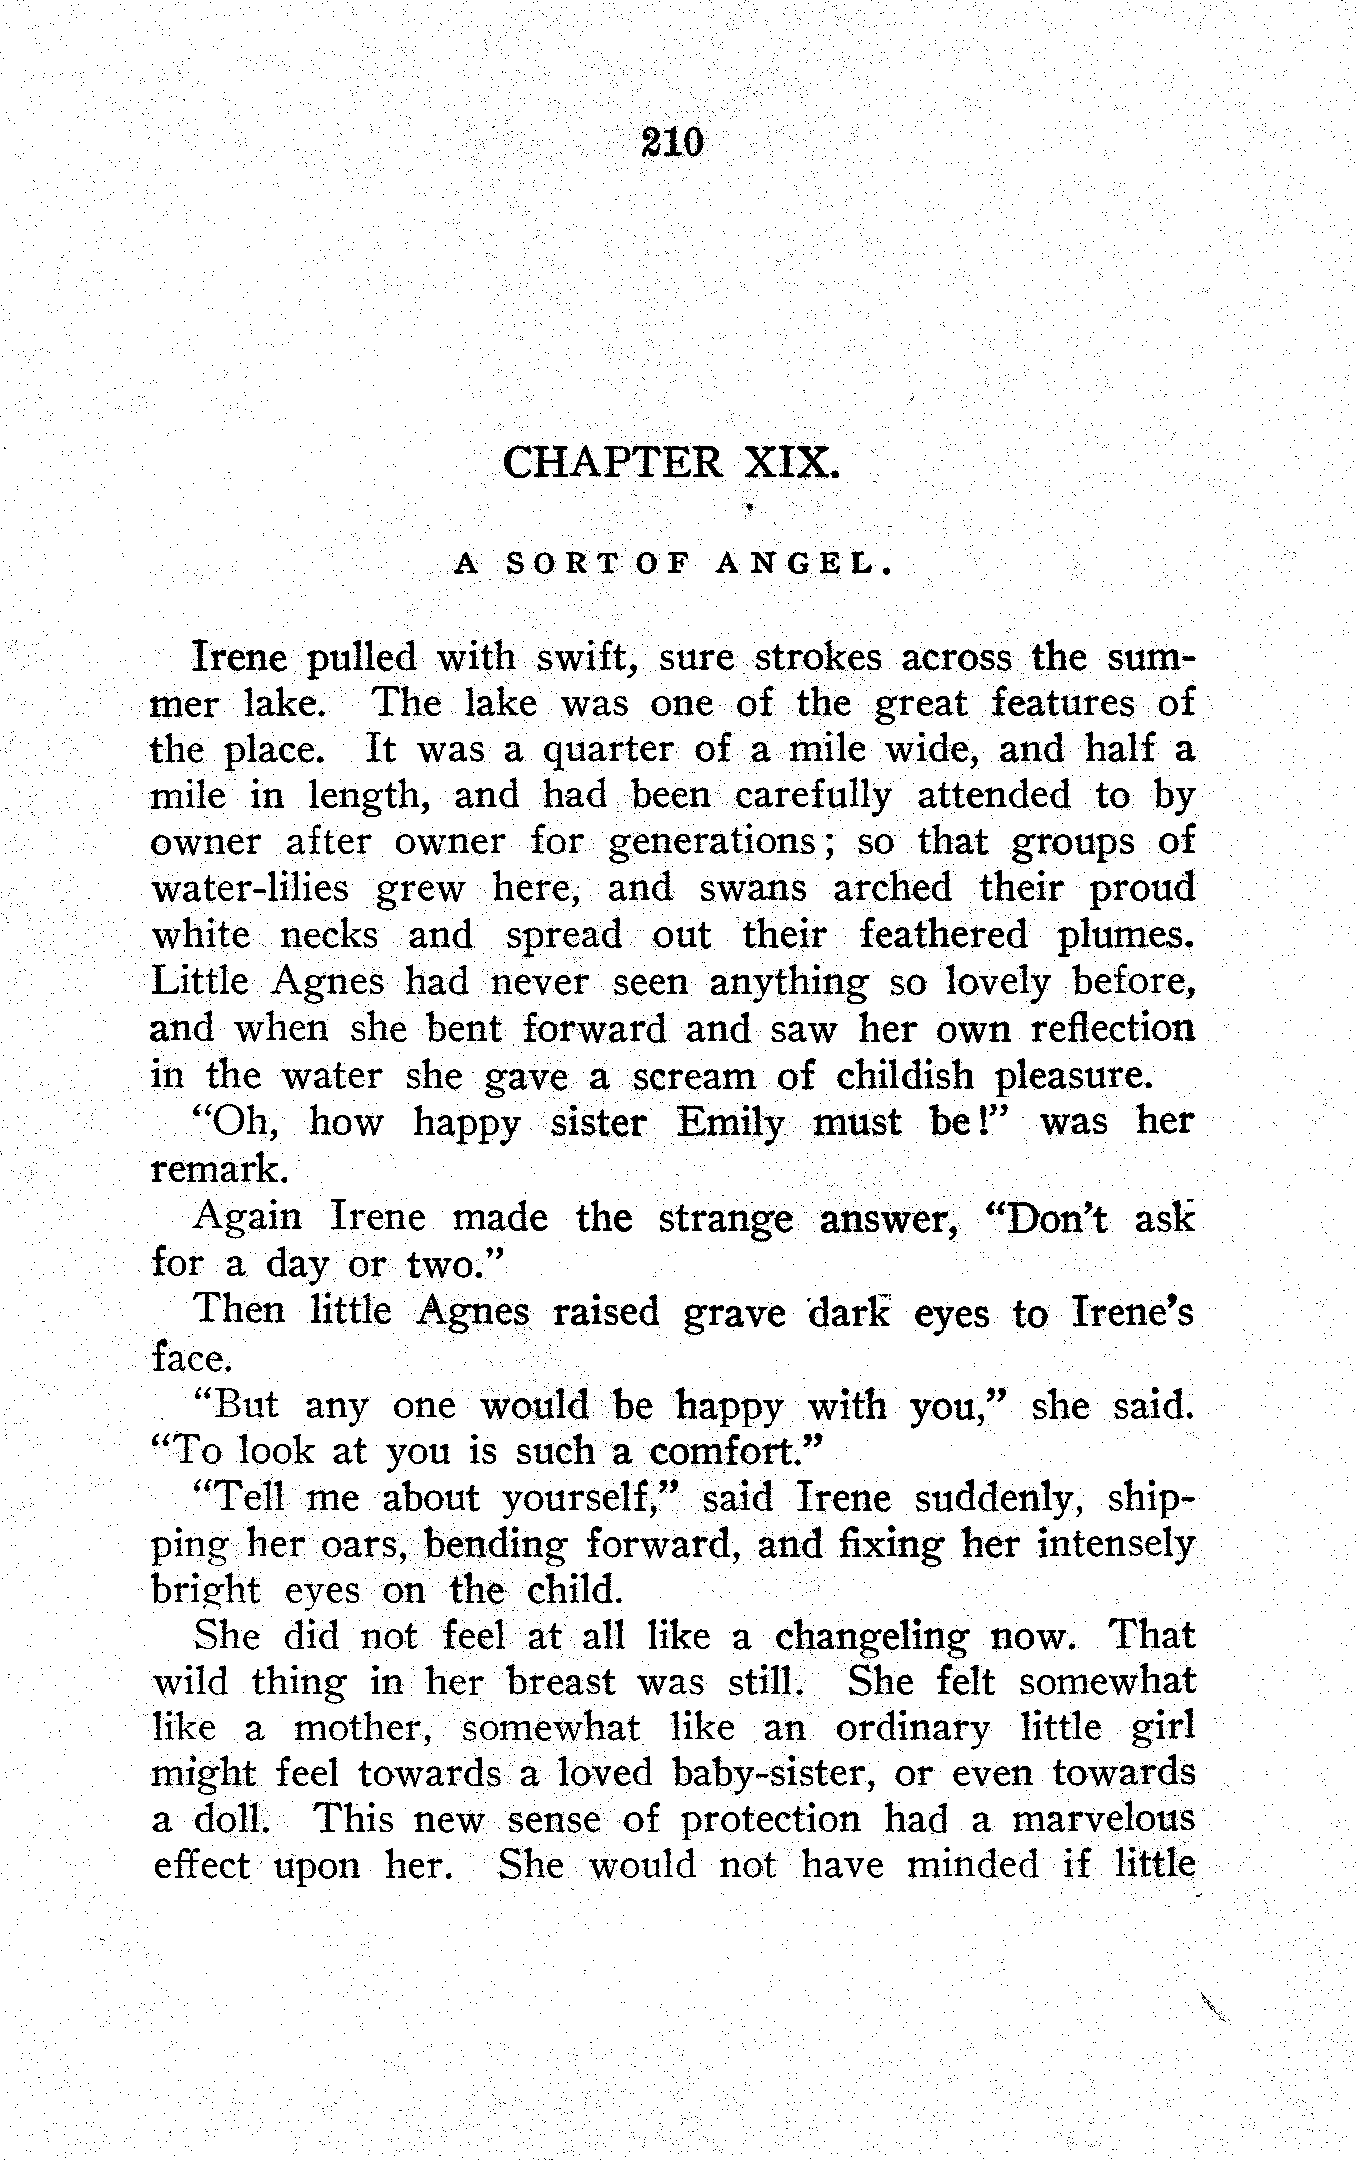 210
CHAPTER XIX.
A SORT OF ANGEL.
Irene pulled with swift, sure strokes across the sum-
mer lake. The lake was one of the great features of
the place. It was a quarter of a mile wide, and half a
mile in length, and had been carefully attended to by
owner after owner for generations; so that groups of
water-lilies grew here, and swans arched their proud
white necks and spread out their feathered plumes.
Little Agnes had never seen anything so lovely before,
and when she bent forward and saw her own reflection
in the water she gave a scream of childish pleasure.
“Oh, how happy sister Emily must be!” was her
remark.
Again Irene made the strange answer, “Don’t ask
for a day or two.”
Then little Agnes raised grave dark eyes to Irene’s
face.
“But any one would be happy with you,” she said.
“To look at you is such a comfort.”
“Tell me about yourself,” said Irene suddenly, ship-
ping her oars, bending forward, and fixing her intensely
bright eyes on the child.
She did not feel at all like a changeling now. That
wild thing in her breast was still. She felt somewhat
like a mother, somewhat like an ordinary little girl
might feel towards a loved baby-sister, or even towards
a doll. This new sense of protection had a marvelous
effect upon her. She would not have minded if little